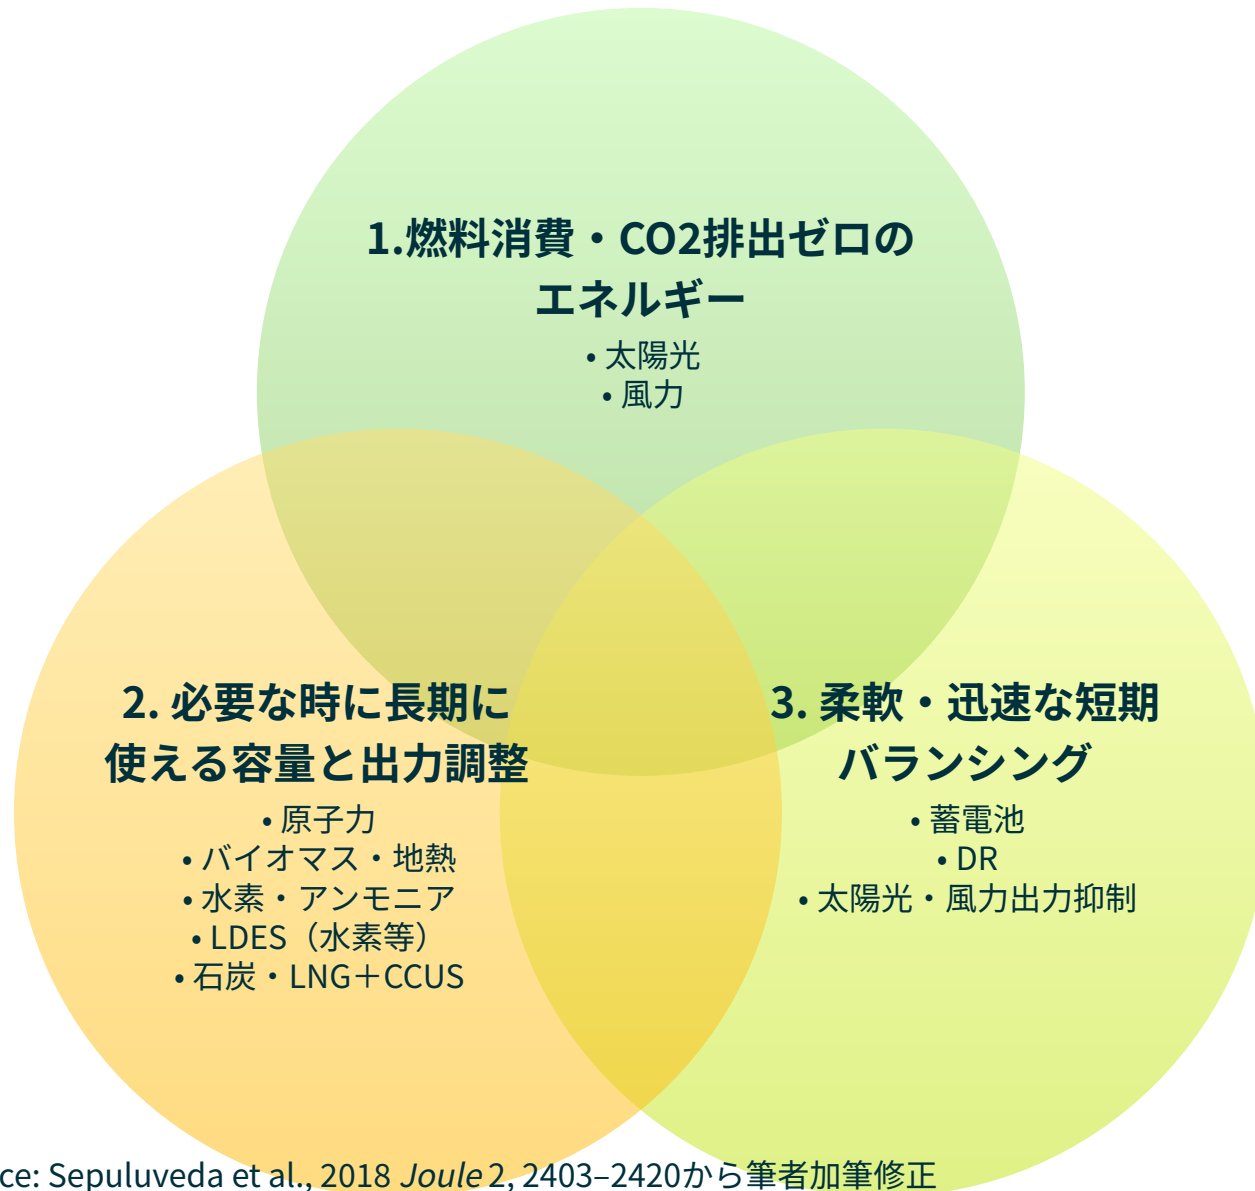 1.燃料消費・CO2排出ゼロの
エネルギー
• 太陽光
• 風力
2. 必要な時に長期に
使える容量と出力調整
• 原子力
• バイオマス・地熱
• 水素・アンモニア
• LDES（水素等）
• 石炭・LNG＋CCUS
3. 柔軟・迅速な短期
バランシング
• 蓄電池
• DR
• 太陽光・風力出力抑制
ce: Sepuluveda et al., 2018 Joule 2, 2403–2420から筆者加筆修正